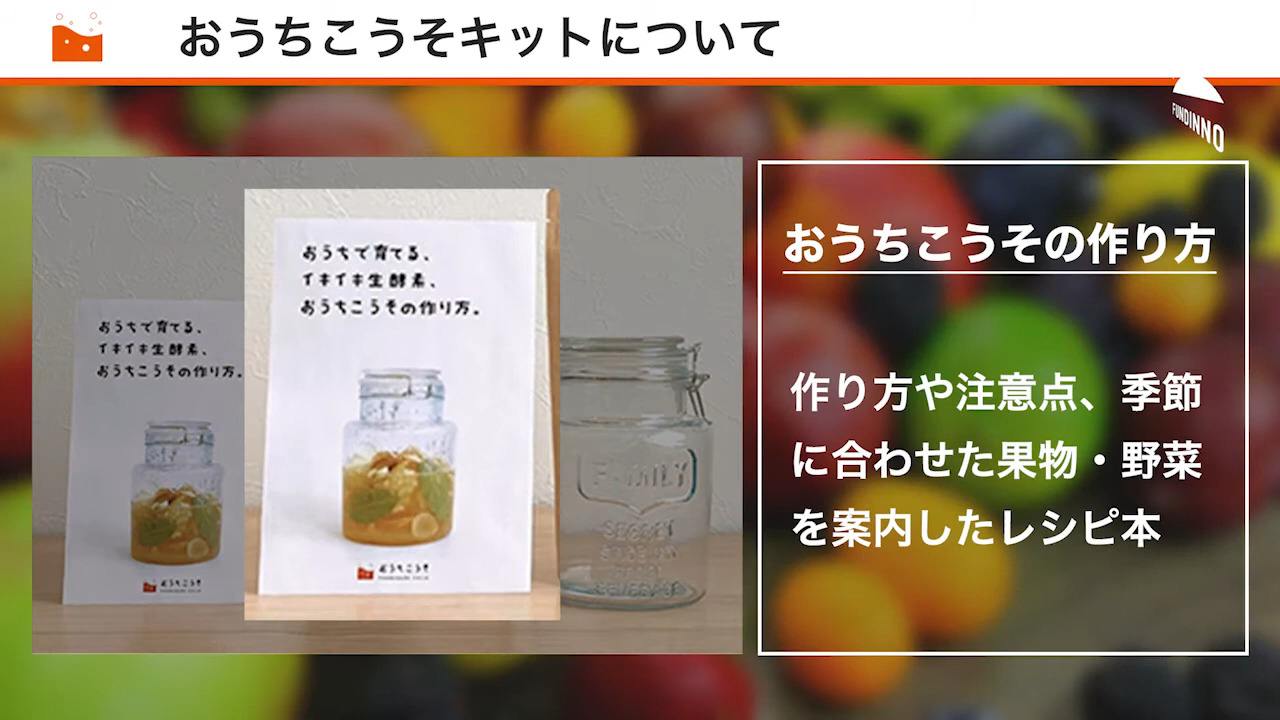 おうちこうそキットについて
FUNDINNO
おうちで育てる、
イキイキ生酵素、
おうちこうその作り方。
おうちこうそ
おうちで育てる、
イキイキ生酵素、
おうちこうその作り方。
おうちこうそ
FAMILY
おうちこうその作り方
作り方や注意点、季節
に合わせた果物・野菜
を案内したレシピ本